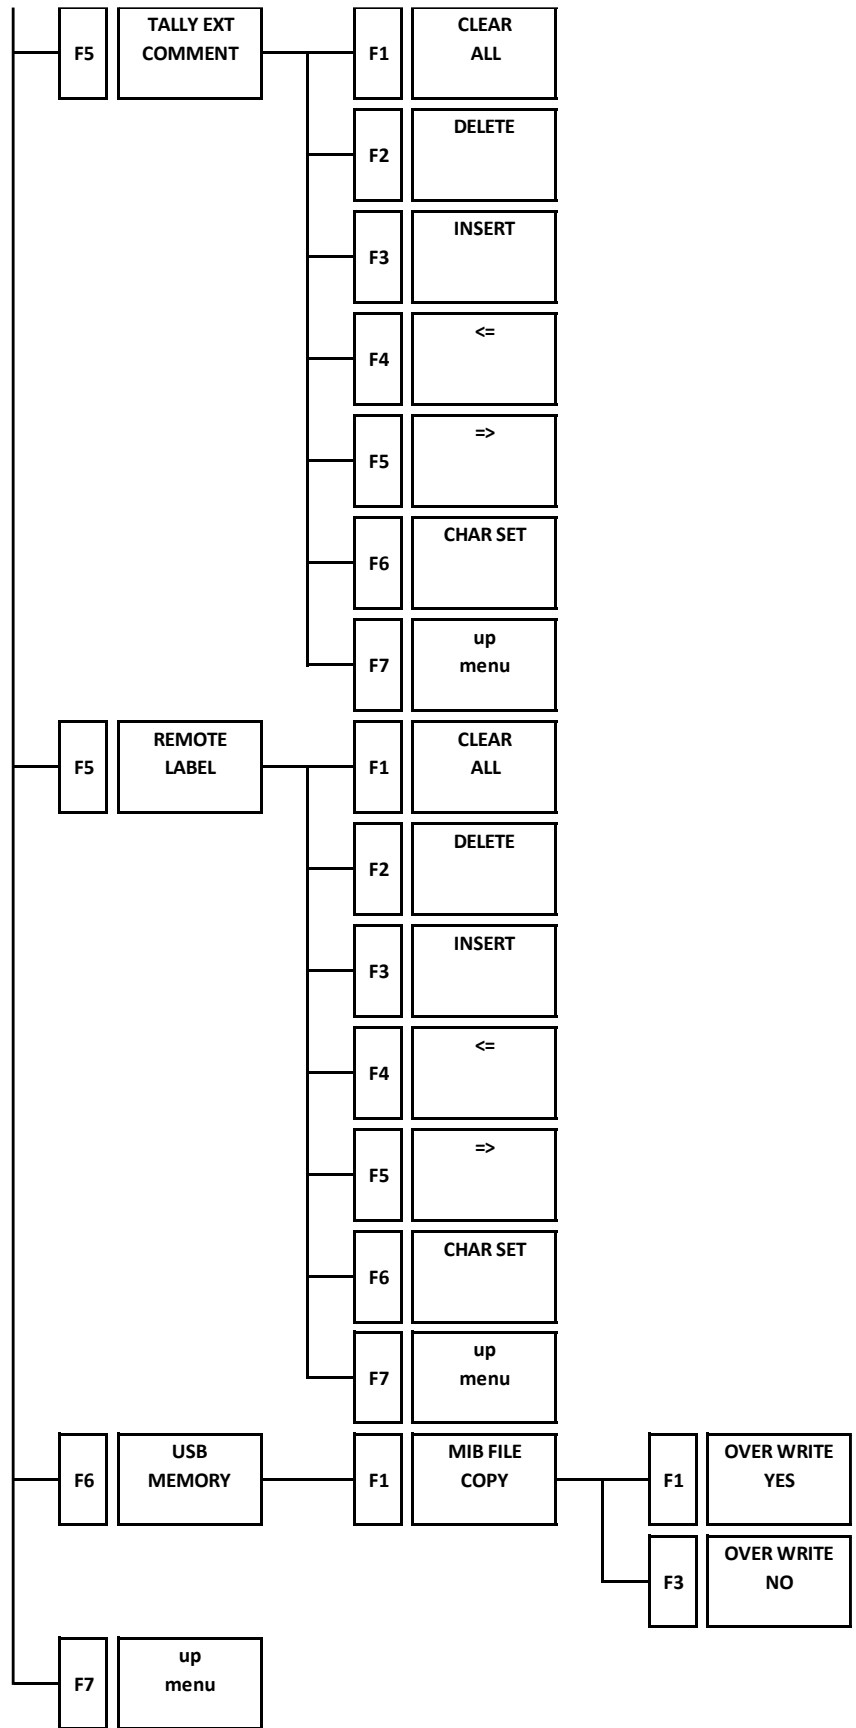 F5
TALLY EXT
COMMENT
F1
CLEAR
ALL
F2
DELETE
F3
INSERT
F4
<=
F5
=>
F6
CHAR SET
F7
up
menu
F5
REMOTE
LABEL
F1
CLEAR
ALL
F2
DELETE
F3
INSERT
F4
<=
F5
=>
F6
CHAR SET
F7
up
menu
F6
USB
MEMORY
F1
MIB FILE
COPY
F1
OVER WRITE
YES
F3
OVER WRITE
NO
F7
up
menu